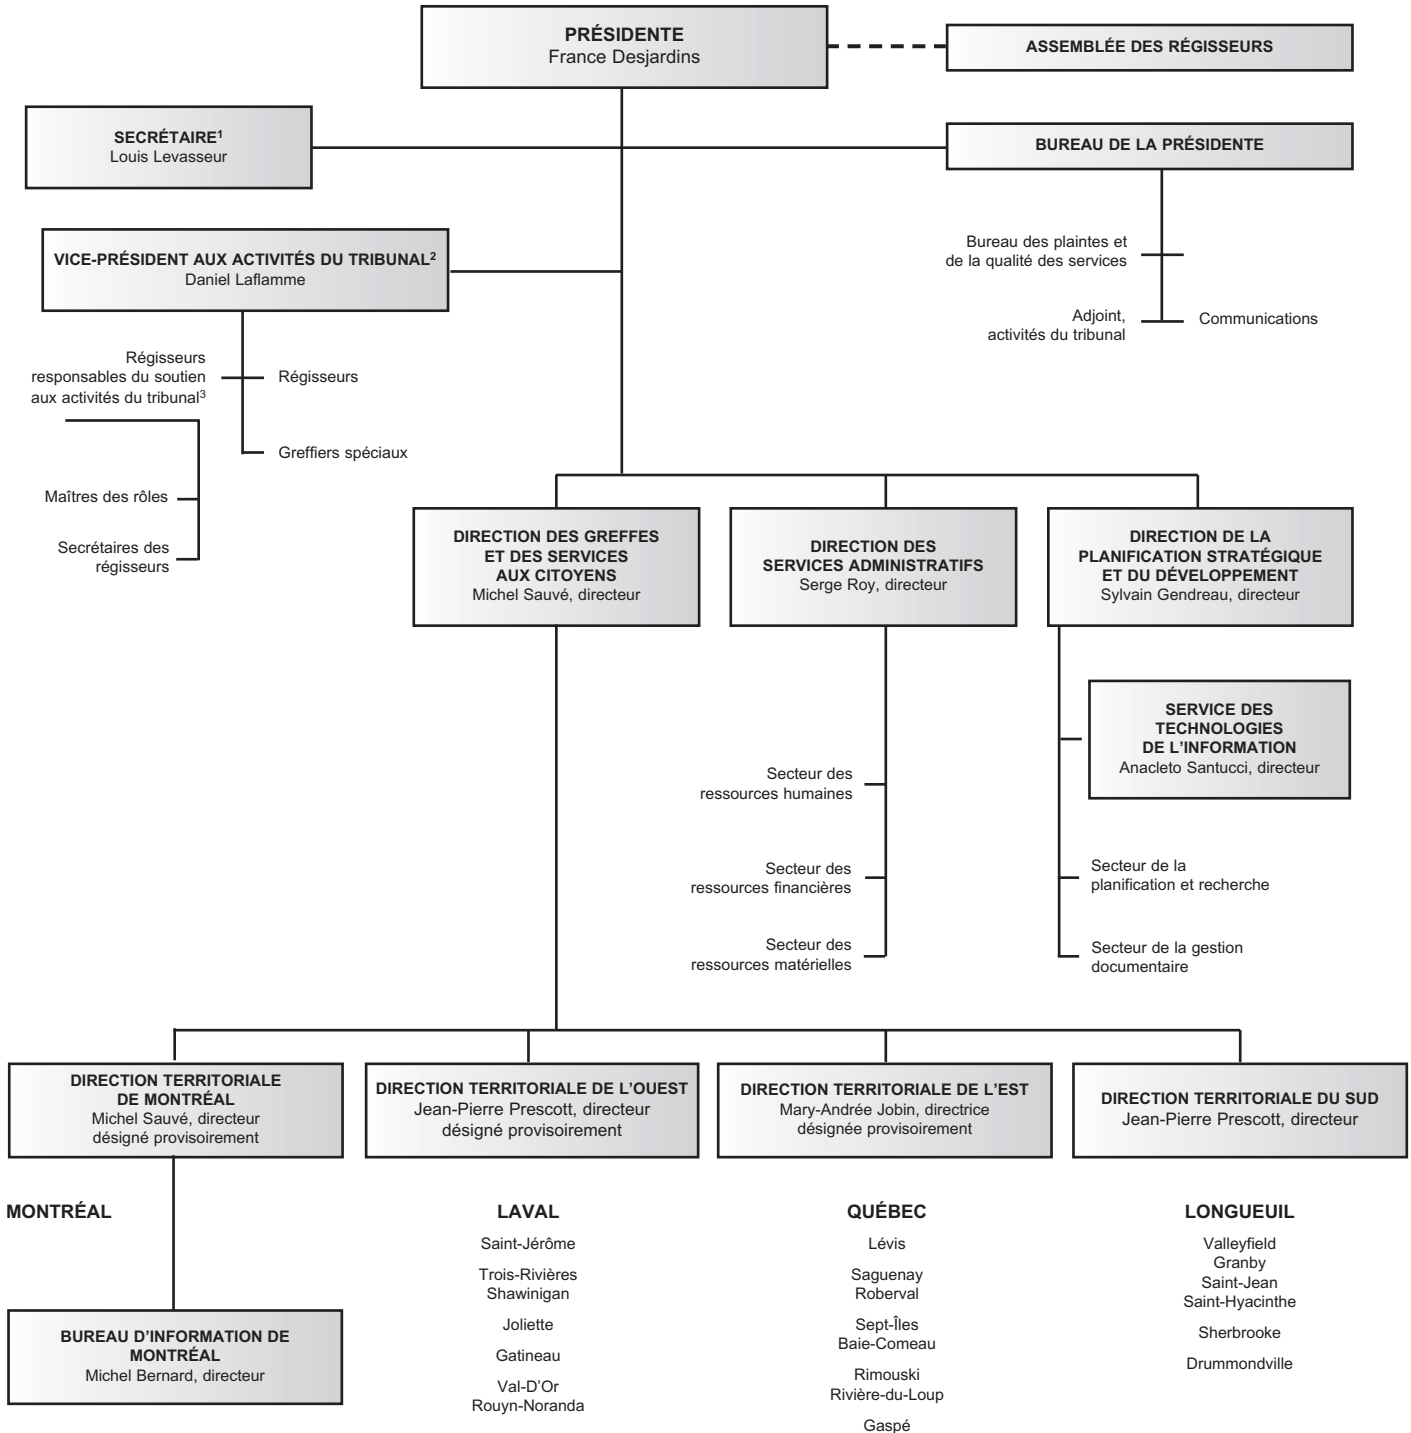 PRÉSIDENTE
France Desjardins
ASSEMBLÉE DES RÉGISSEURS
SECRÉTAIRE¹
Louis Levasseur
BUREAU DE LA PRÉSIDENTE
Bureau des plaintes et
de la qualité des services
Adjoint,
activités du tribunal
Communications
VICE-PRÉSIDENT AUX ACTIVITÉS DU TRIBUNAL²
Daniel Laflamme
Régisseurs
responsables du soutien
aux activités du tribunal³
Régisseurs
Greffiers spéciaux
Maîtres des rôles
Secrétaires des
régisseurs
DIRECTION DES GREFFES
ET DES SERVICES
AUX CITOYENS
Michel Sauvé, directeur
DIRECTION DES
SERVICES ADMINISTRATIFS
Serge Roy, directeur
DIRECTION DE LA
PLANIFICATION STRATÉGIQUE
ET DU DÉVELOPPEMENT
Sylvain Gendreau, directeur
SERVICE DES
TECHNOLOGIES
DE L’INFORMATION
Anacleto Santucci, directeur
Secteur des
ressources humaines
Secteur des
ressources financières
Secteur des
ressources matérielles
Secteur de la
planification et recherche
Secteur de la gestion
documentaire
DIRECTION TERRITORIALE
DE MONTRÉAL
Michel Sauvé, directeur
désigné provisoirement
DIRECTION TERRITORIALE DE L’OUEST
Jean-Pierre Prescott, directeur
désigné provisoirement
DIRECTION TERRITORIALE DE L’EST
Mary-Andrée Jobin, directrice
désignée provisoirement
DIRECTION TERRITORIALE DU SUD
Jean-Pierre Prescott, directeur
MONTRÉAL
BUREAU D’INFORMATION DE
MONTRÉAL
Michel Bernard, directeur
LAVAL
Saint-Jérôme
Trois-Rivières
Shawinigan
Joliette
Gatineau
Val-D’Or
Rouyn-Noranda
QUÉBEC
Lévis
Saguenay
Roberval
Sept-Îles
Baie-Comeau
Rimouski
Rivière-du-Loup
Gaspé
LONGUEUIL
Valleyfield
Granby
Saint-Jean
Saint-Hyacinthe
Sherbrooke
Drummondville